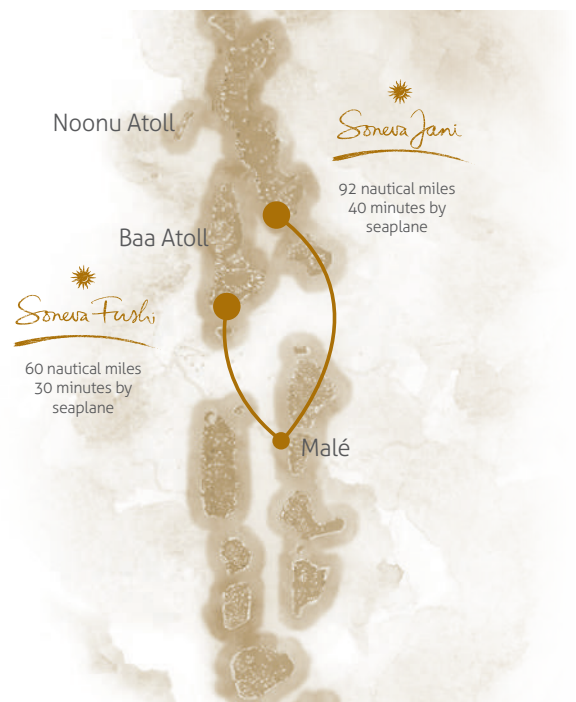 Noonu Atoll
Soneva Jani
92 nautical miles
40 minutes by
seaplane
Baa Atoll
Soneva Fushi
60 nautical miles
30 minutes by
seaplane
Malé